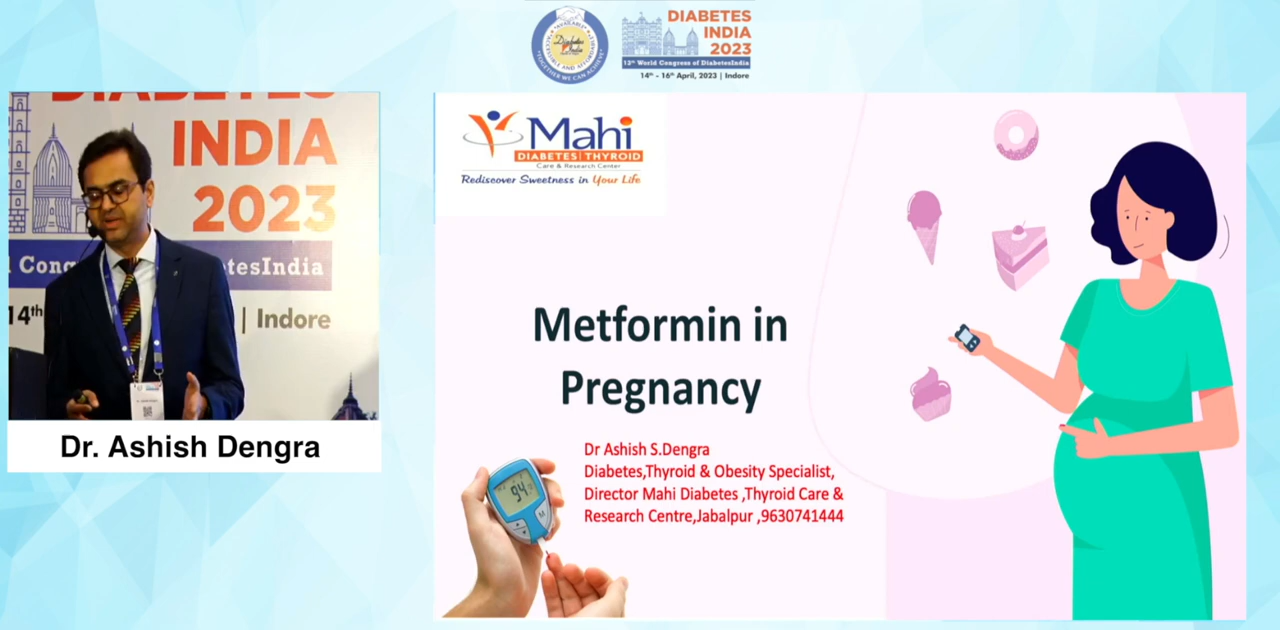 DIABETES
INDIA
2023
12th World Congress of DiabetesIndia
14th - 16th April, 2023 | Indore
DIABETES
INDIA
2023
14th
| Indore
Dr. Ashish Dengra
Mahi
DIABETES | THYROID
Care & Research Center
Rediscover Sweetness in Your Life
Metformin in
Pregnancy
Dr Ashish S.Dengra
Diabetes,Thyroid & Obesity Specialist,
Director Mahi Diabetes ,Thyroid Care &
Research Centre,Jabalpur ,9630741444
94
M